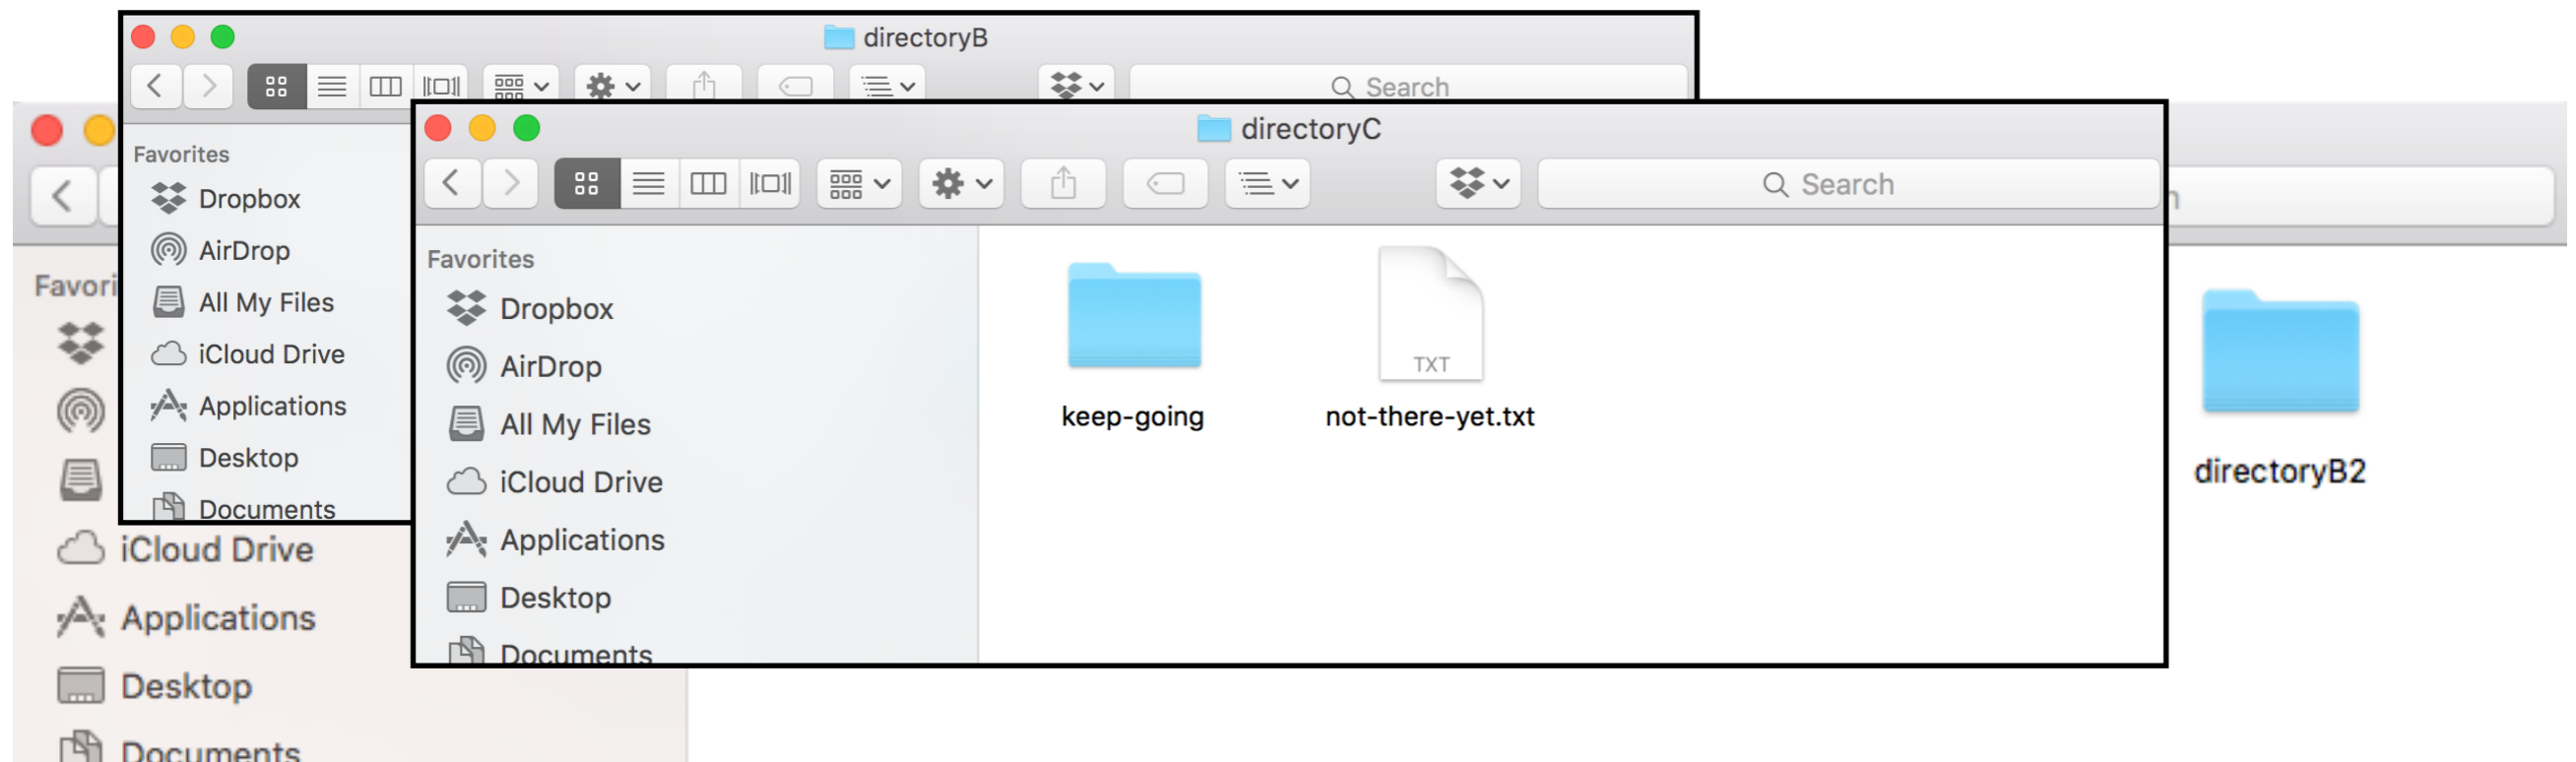 directoryB
Search
Favorites
Dropbox
AirDrop
All My Files
iCloud Drive
Applications
Desktop
Documents
directoryC
Search
Favorites
Dropbox
AirDrop
All My Files
iCloud Drive
Applications
Desktop
Documents
keep-going
not-there-yet.txt
TXT
Favori
iCloud Drive
Applications
Desktop
Documents
directoryB2